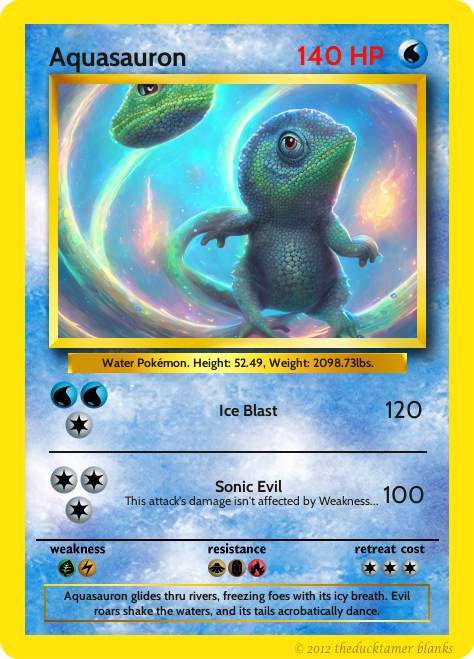 Aquasauron 140 HP
Water Pokémon. Height: 52.49, Weight: 2098.73lbs.
Ice Blast 120
Sonic Evil
This attack's damage isn't affected by Weakness... 100
weakness resistance retreat cost
Aquasauron glides thru rivers, freezing foes with its icy breath. Evil
roars shake the waters, and its tails acrobatically dance.
© 2012 theducktamer blanks